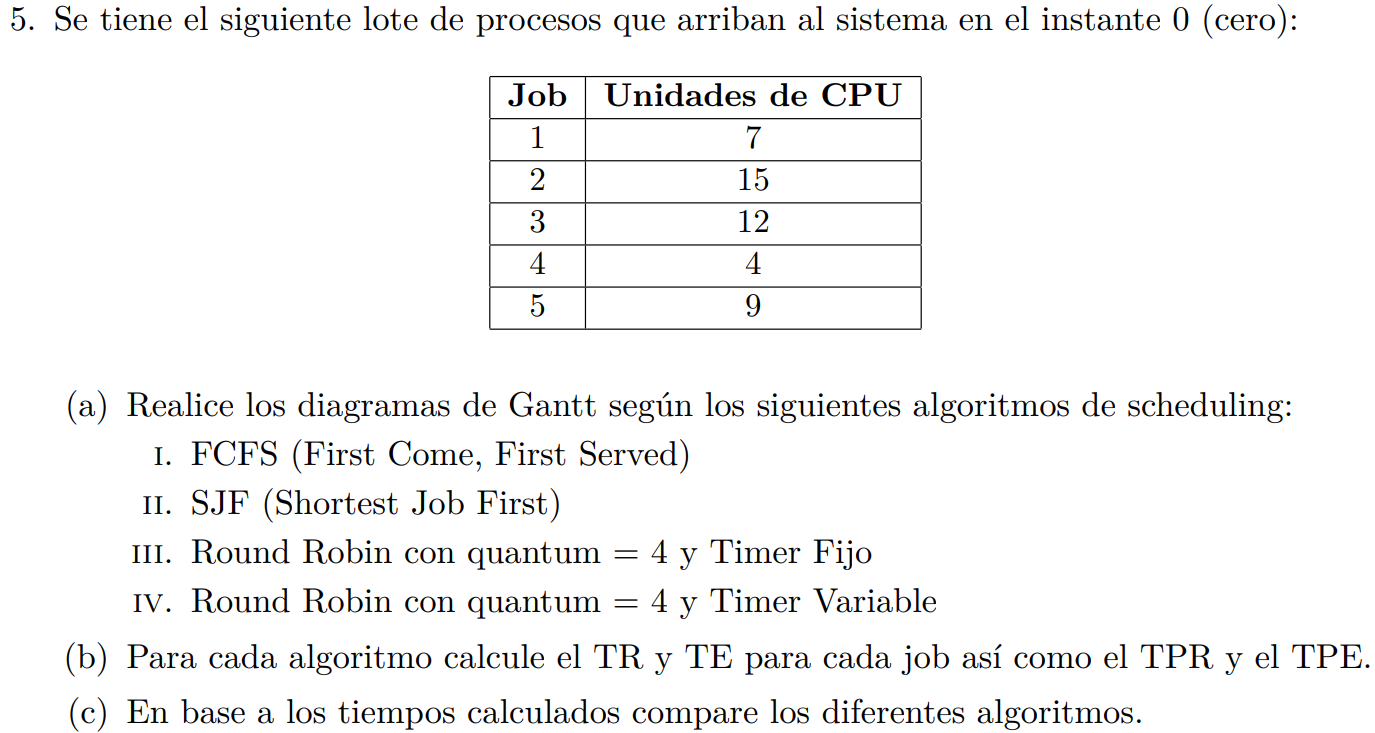 5. Se tiene el siguiente lote de procesos que arriban al sistema en el instante 0 (cero):
Job Unidades de CPU
1 7
2 15
3 12
4 4
5 9
(a) Realice los diagramas de Gantt según los siguientes algoritmos de scheduling:
I. FCFS (First Come, First Served)
II. SJF (Shortest Job First)
III. Round Robin con quantum = 4 y Timer Fijo
IV. Round Robin con quantum = 4 y Timer Variable
(b) Para cada algoritmo calcule el TR y TE para cada job así como el TPR y el TPE.
(c) En base a los tiempos calculados compare los diferentes algoritmos.